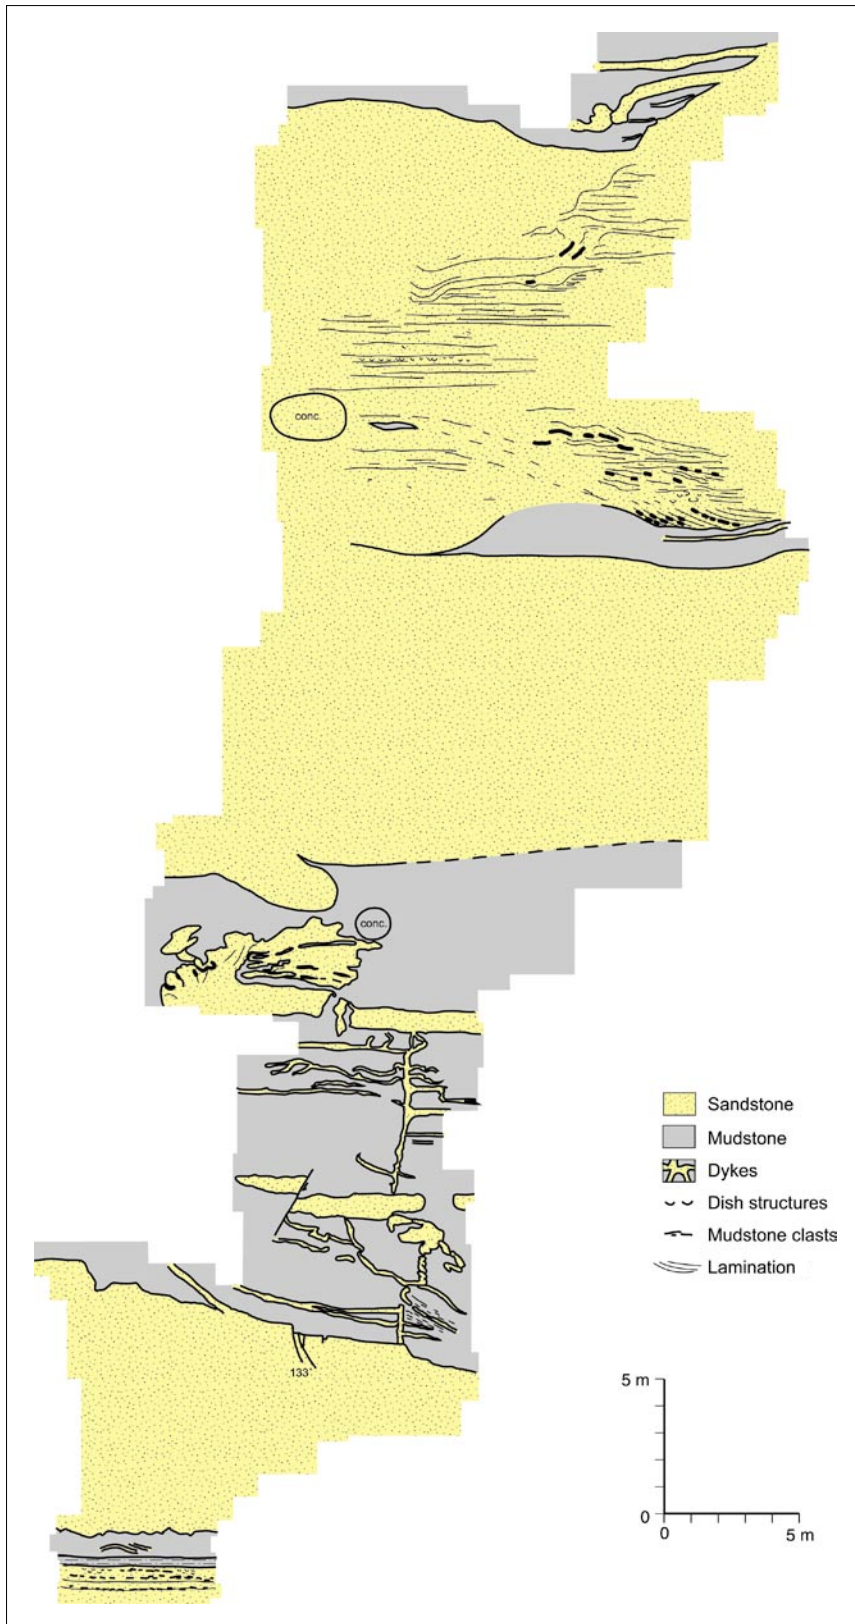 conc.
conc.
Sandstone
Mudstone
Dykes
Dish structures
Mudstone clasts
Lamination
133°
5 m
0
0
5 m